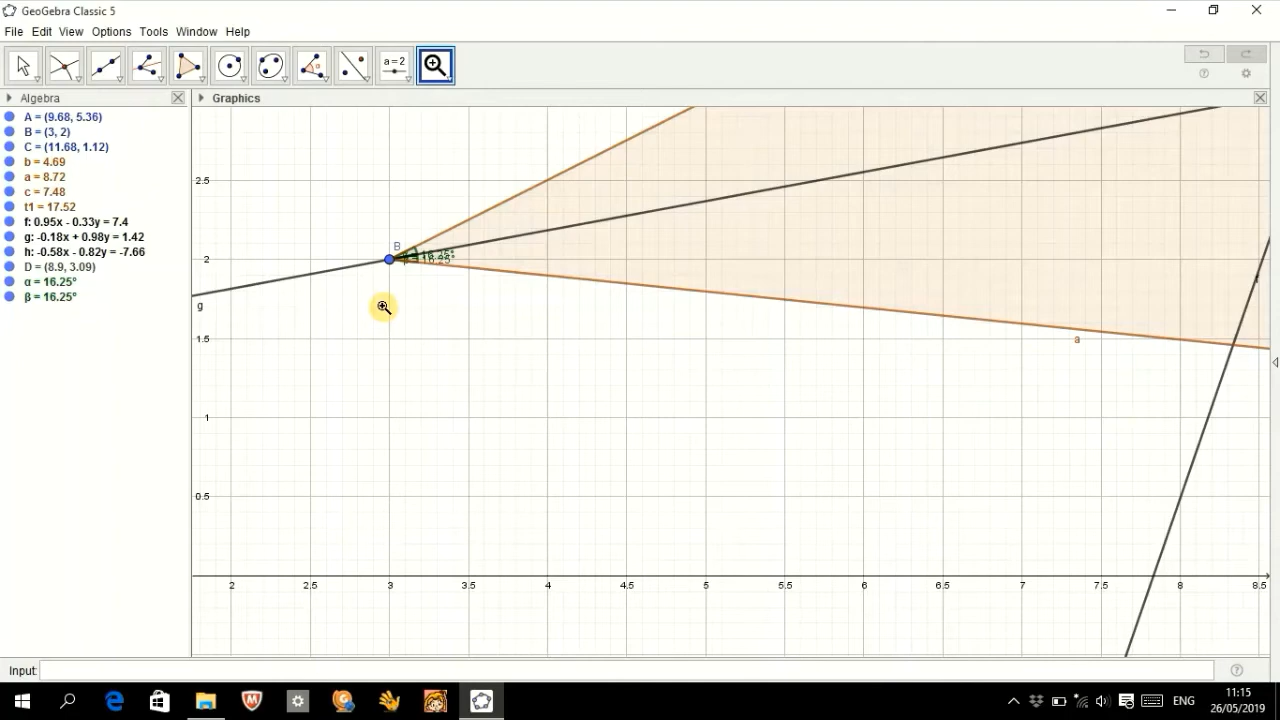 GeoGebra Classic 5
File Edit View Options Tools Window Help
a=2
Algebra
Graphics
A = (9.68, 5.36)
B = (3, 2)
C = (11.68, 1.12)
b = 4.69
a = 8.72
c = 7.48
t1 = 17.52
f: 0.95x - 0.33y = 7.4
g: -0.18x + 0.98y = 1.42
h: -0.58x - 0.82y = -7.66
D = (8.9, 3.09)
α = 16.25°
β = 16.25°
2.5
B
2
g
1.5
a
1
0.5
2 2.5 3 3.5 4 4.5 5 5.5 6 6.5 7 7.5 8 8.5
Input:
ENG
11:15
26/05/2019